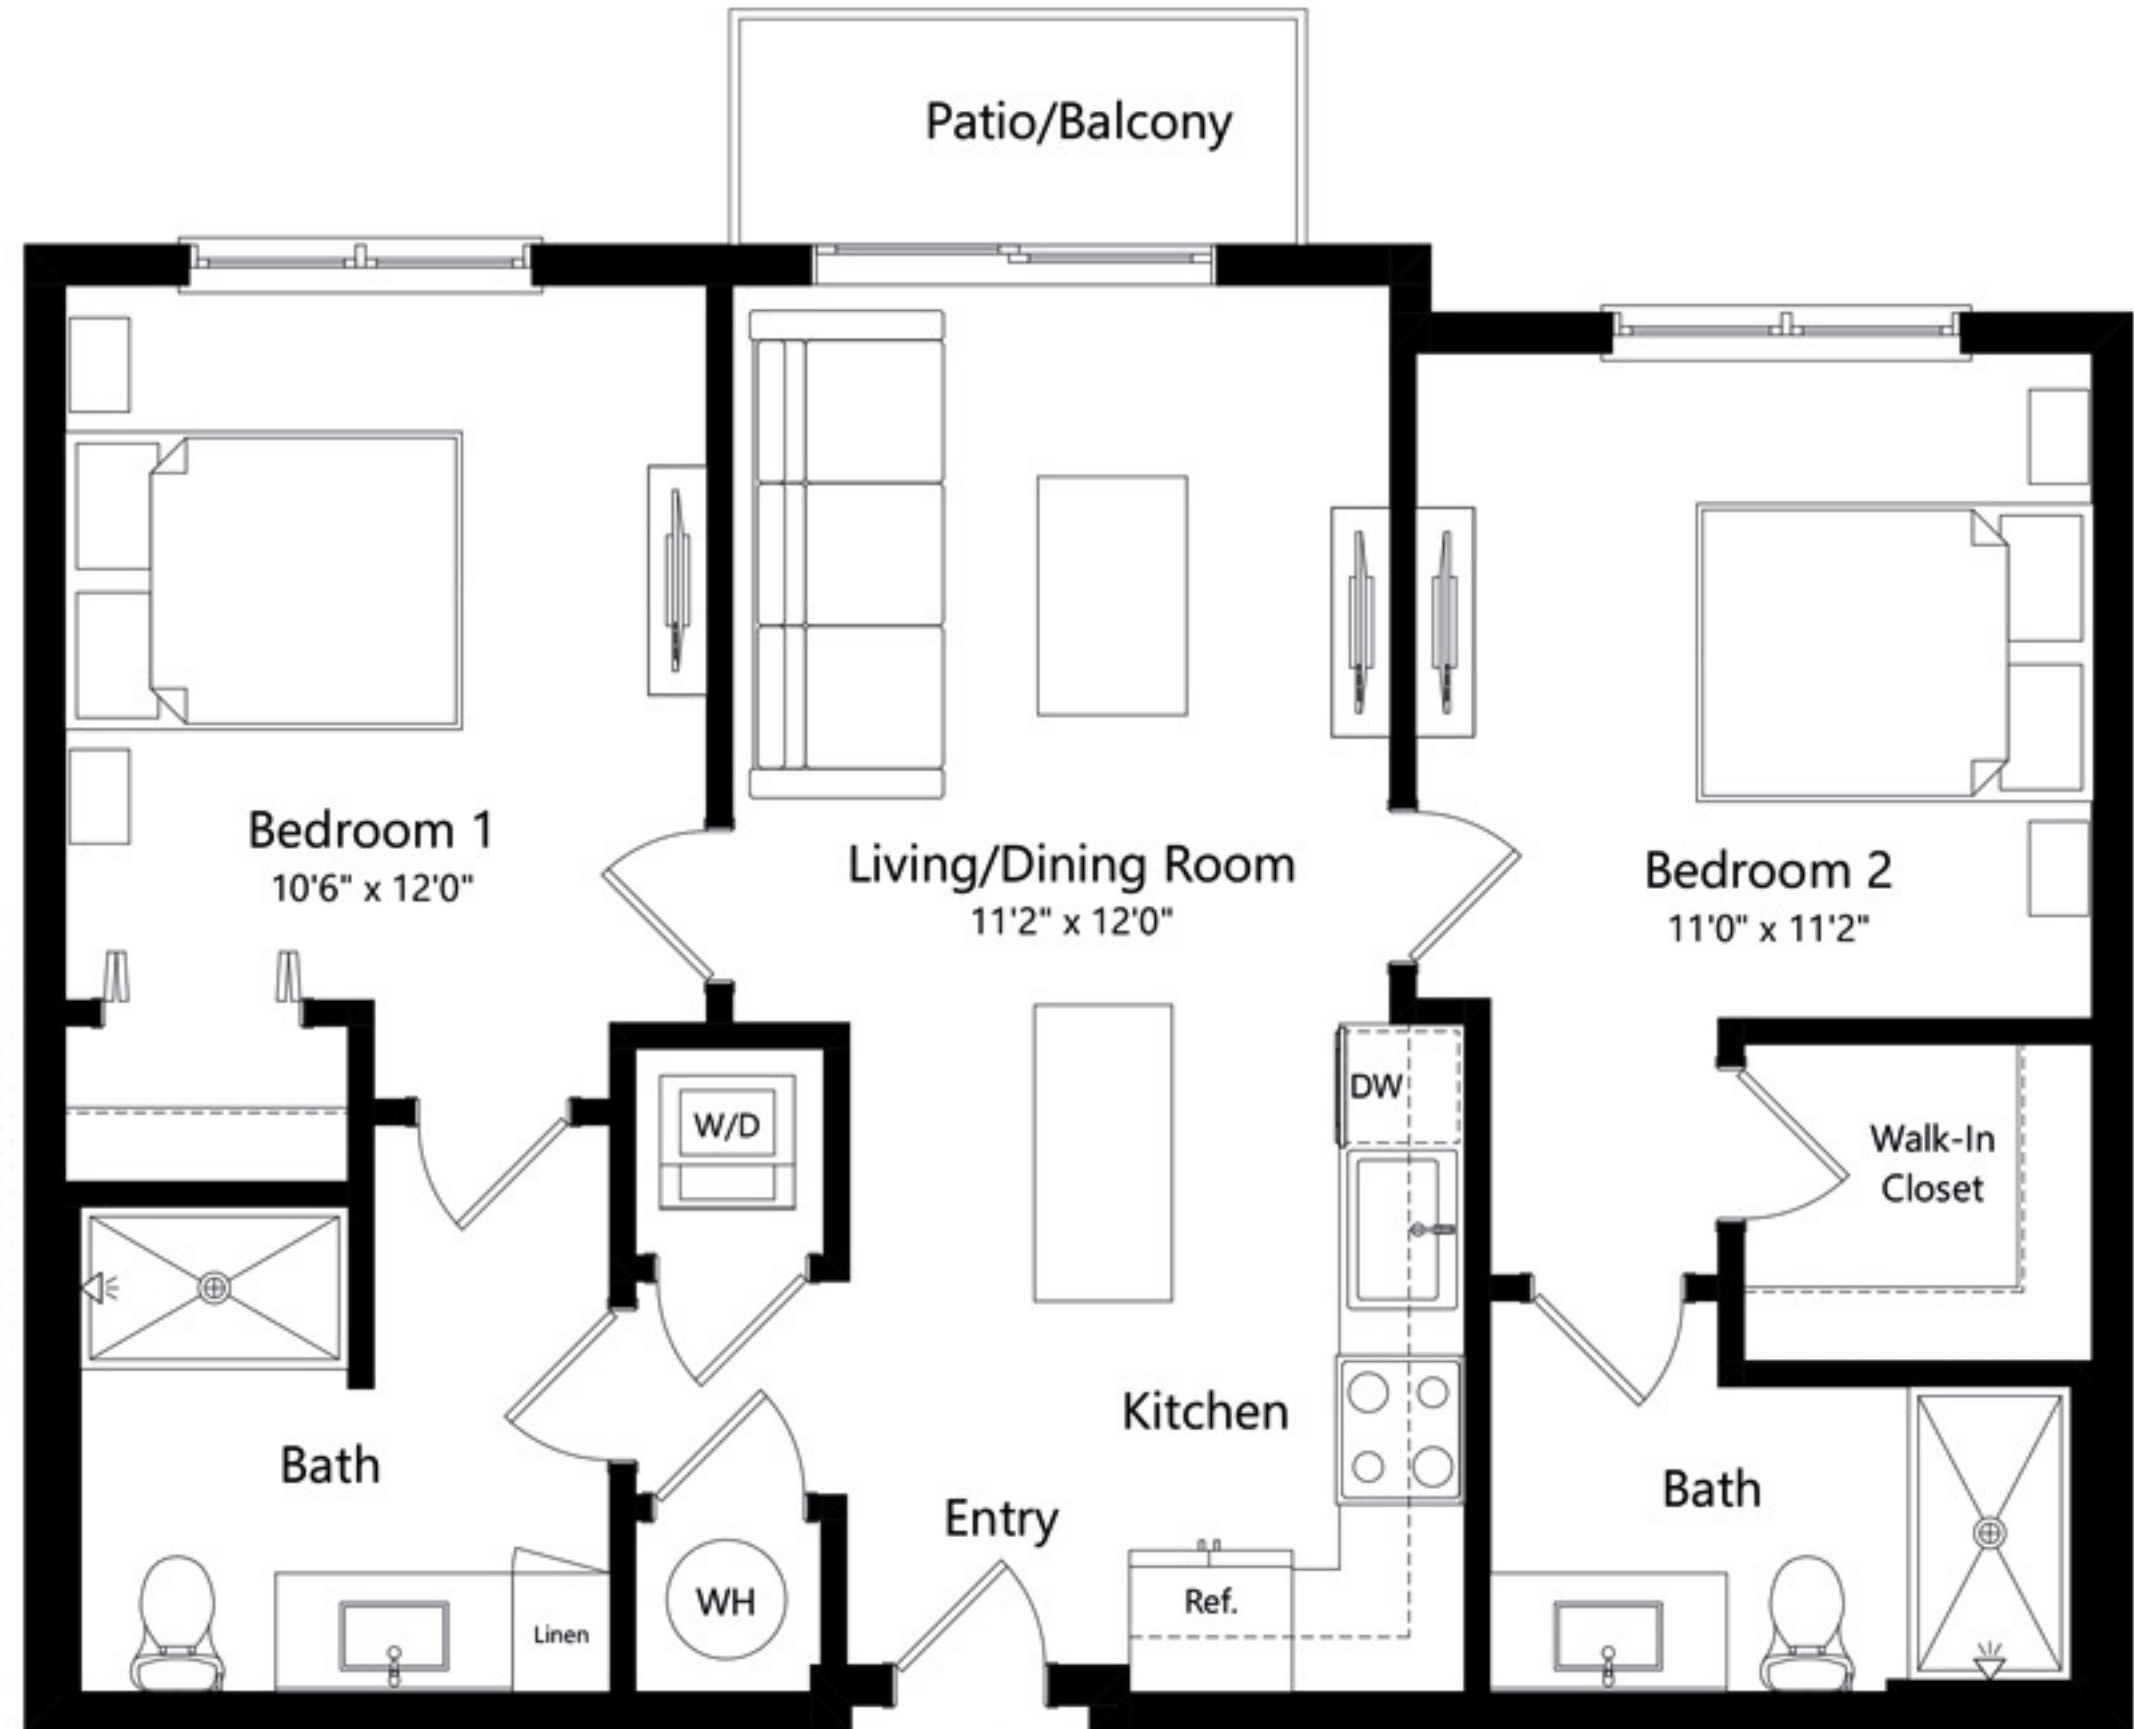 Patio/Balcony
Bedroom 1
10'6" x 12'0"
Living/Dining Room
11'2" x 12'0"
Bedroom 2
11'0" x 11'2"
W/D
DW
Walk-In
Closet
Kitchen
Bath
Bath
Entry
WH
Ref.
Linen